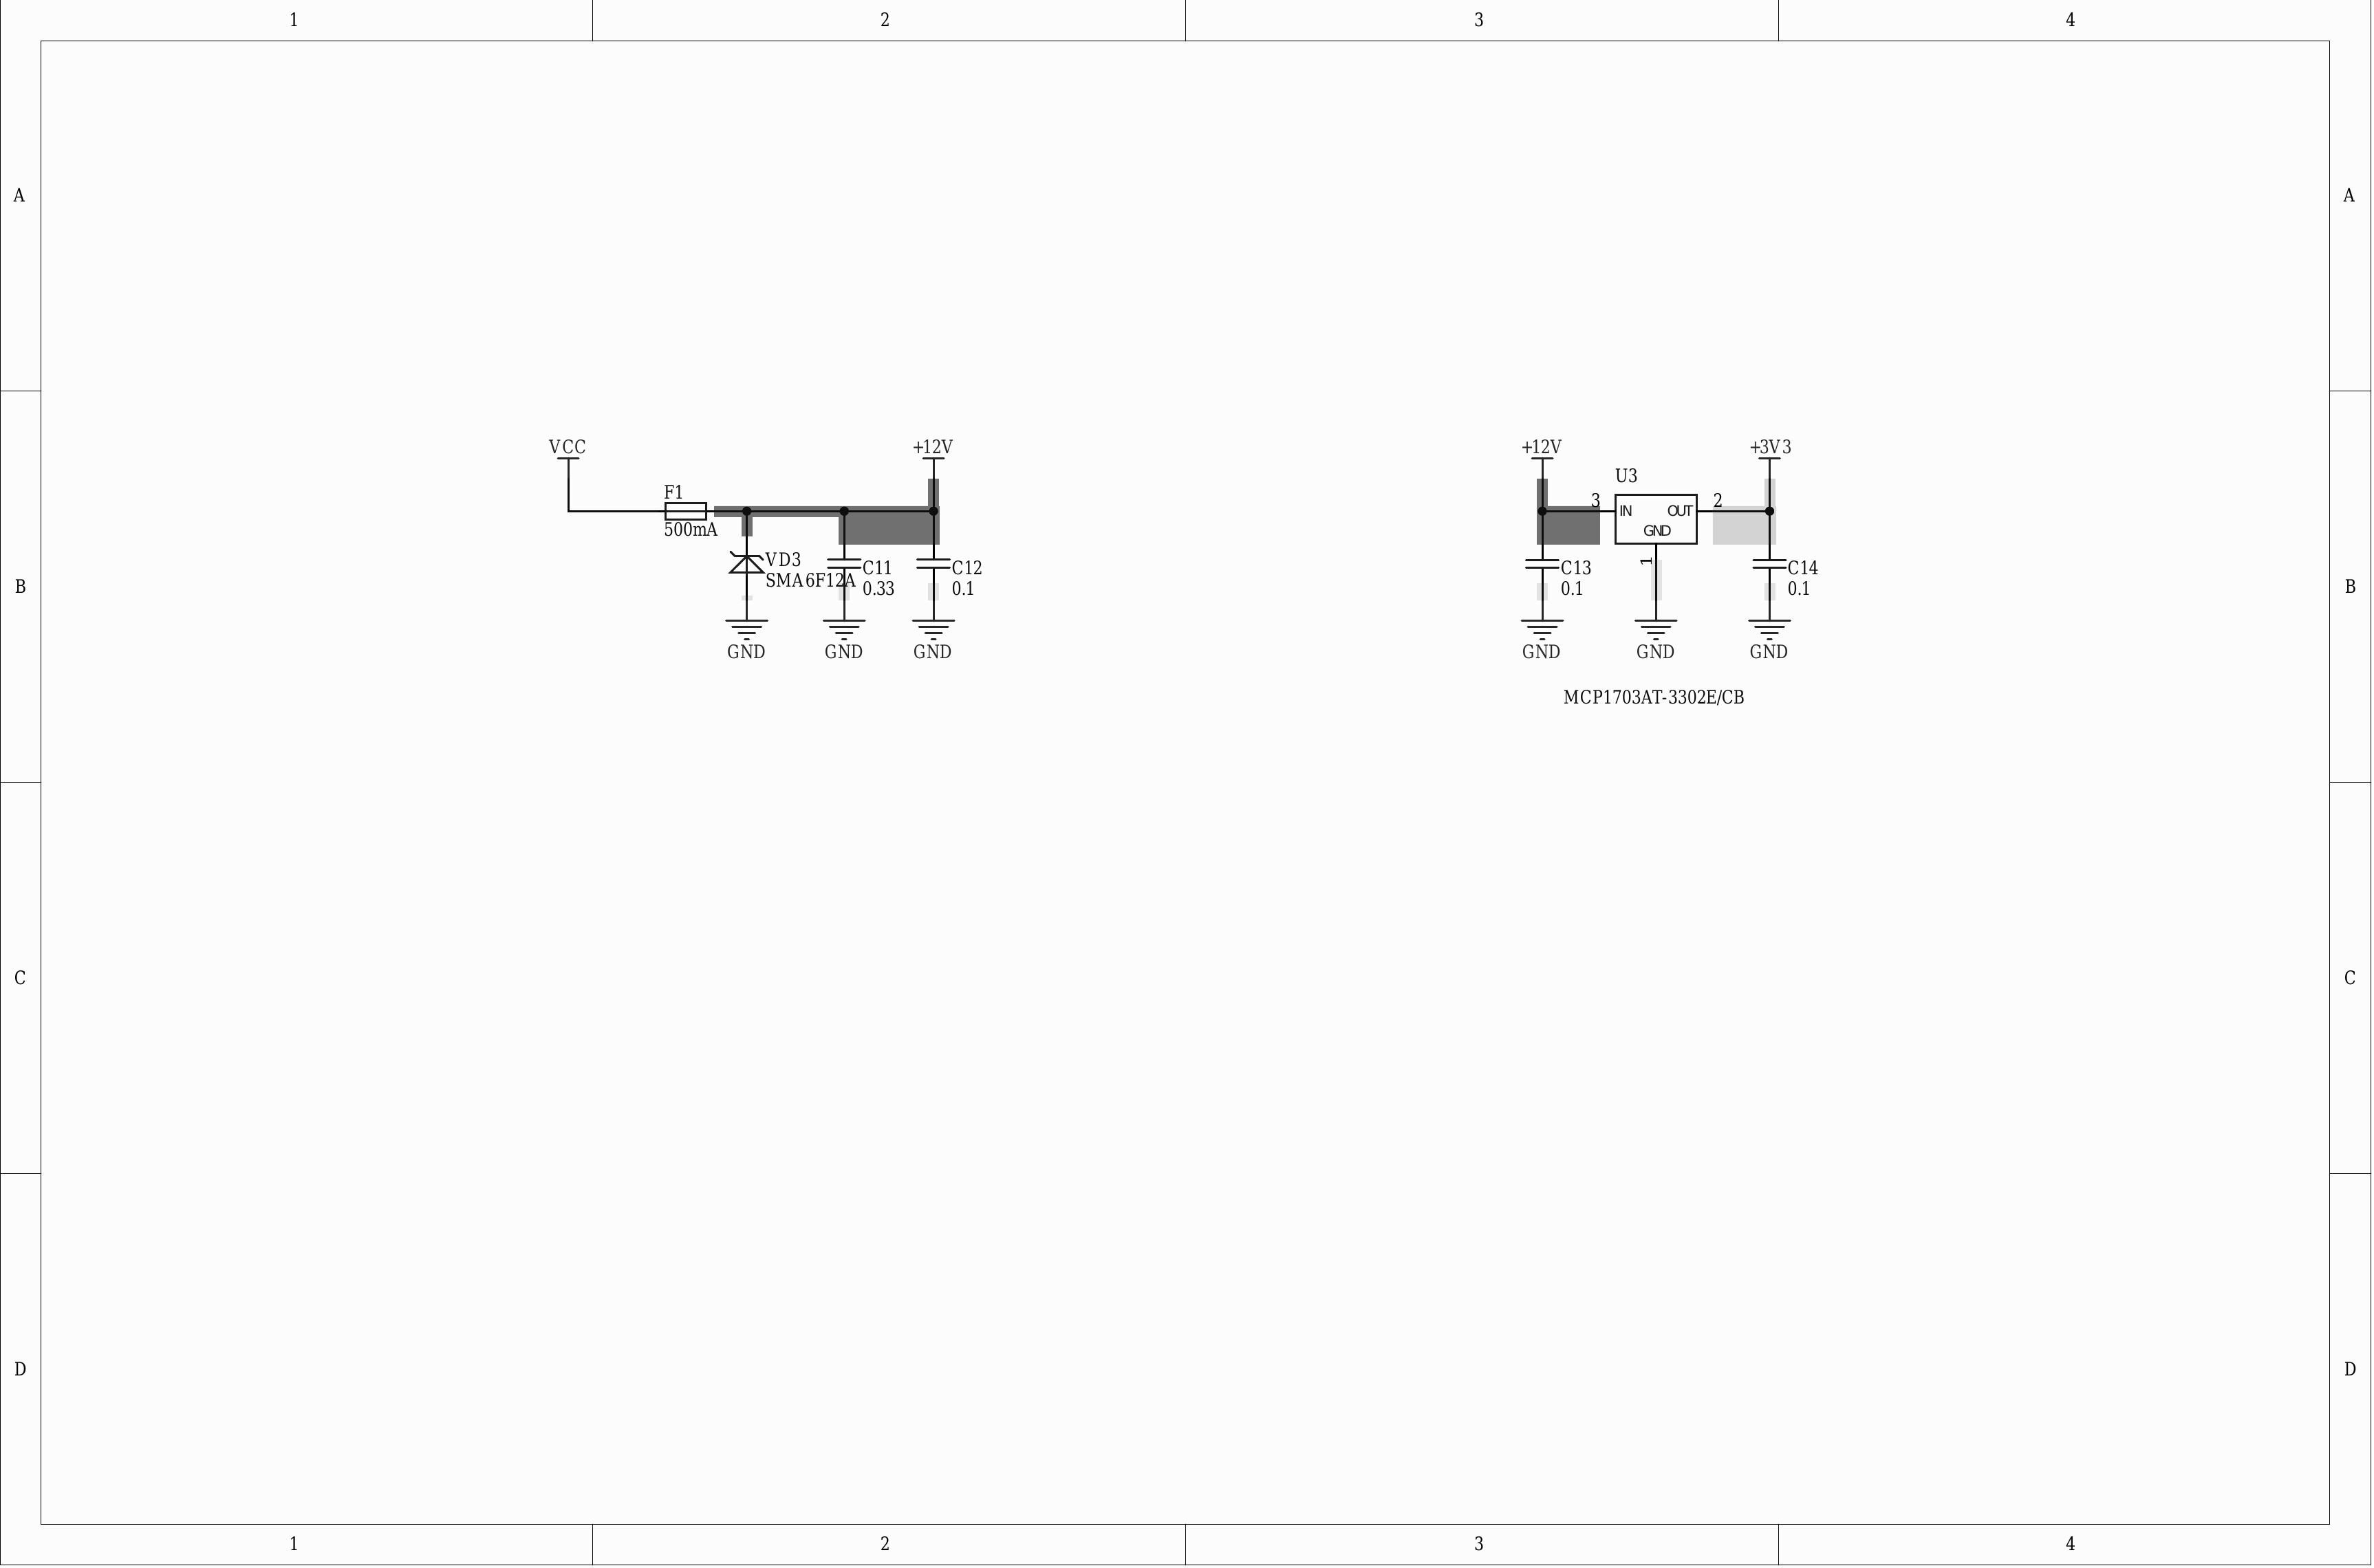 1 2 3 4
A A
VCC +12V +12V +3V3
U3
F1
3 2
IN OUT
500mA
GND
VD3
1
C11 C12 C13 C14
SMA6F12A
0.33 0.1 0.1 0.1
B B
GND GND GND GND GND GND
MCP1703AT-3302E/CB
C C
D D
1 2 3 4